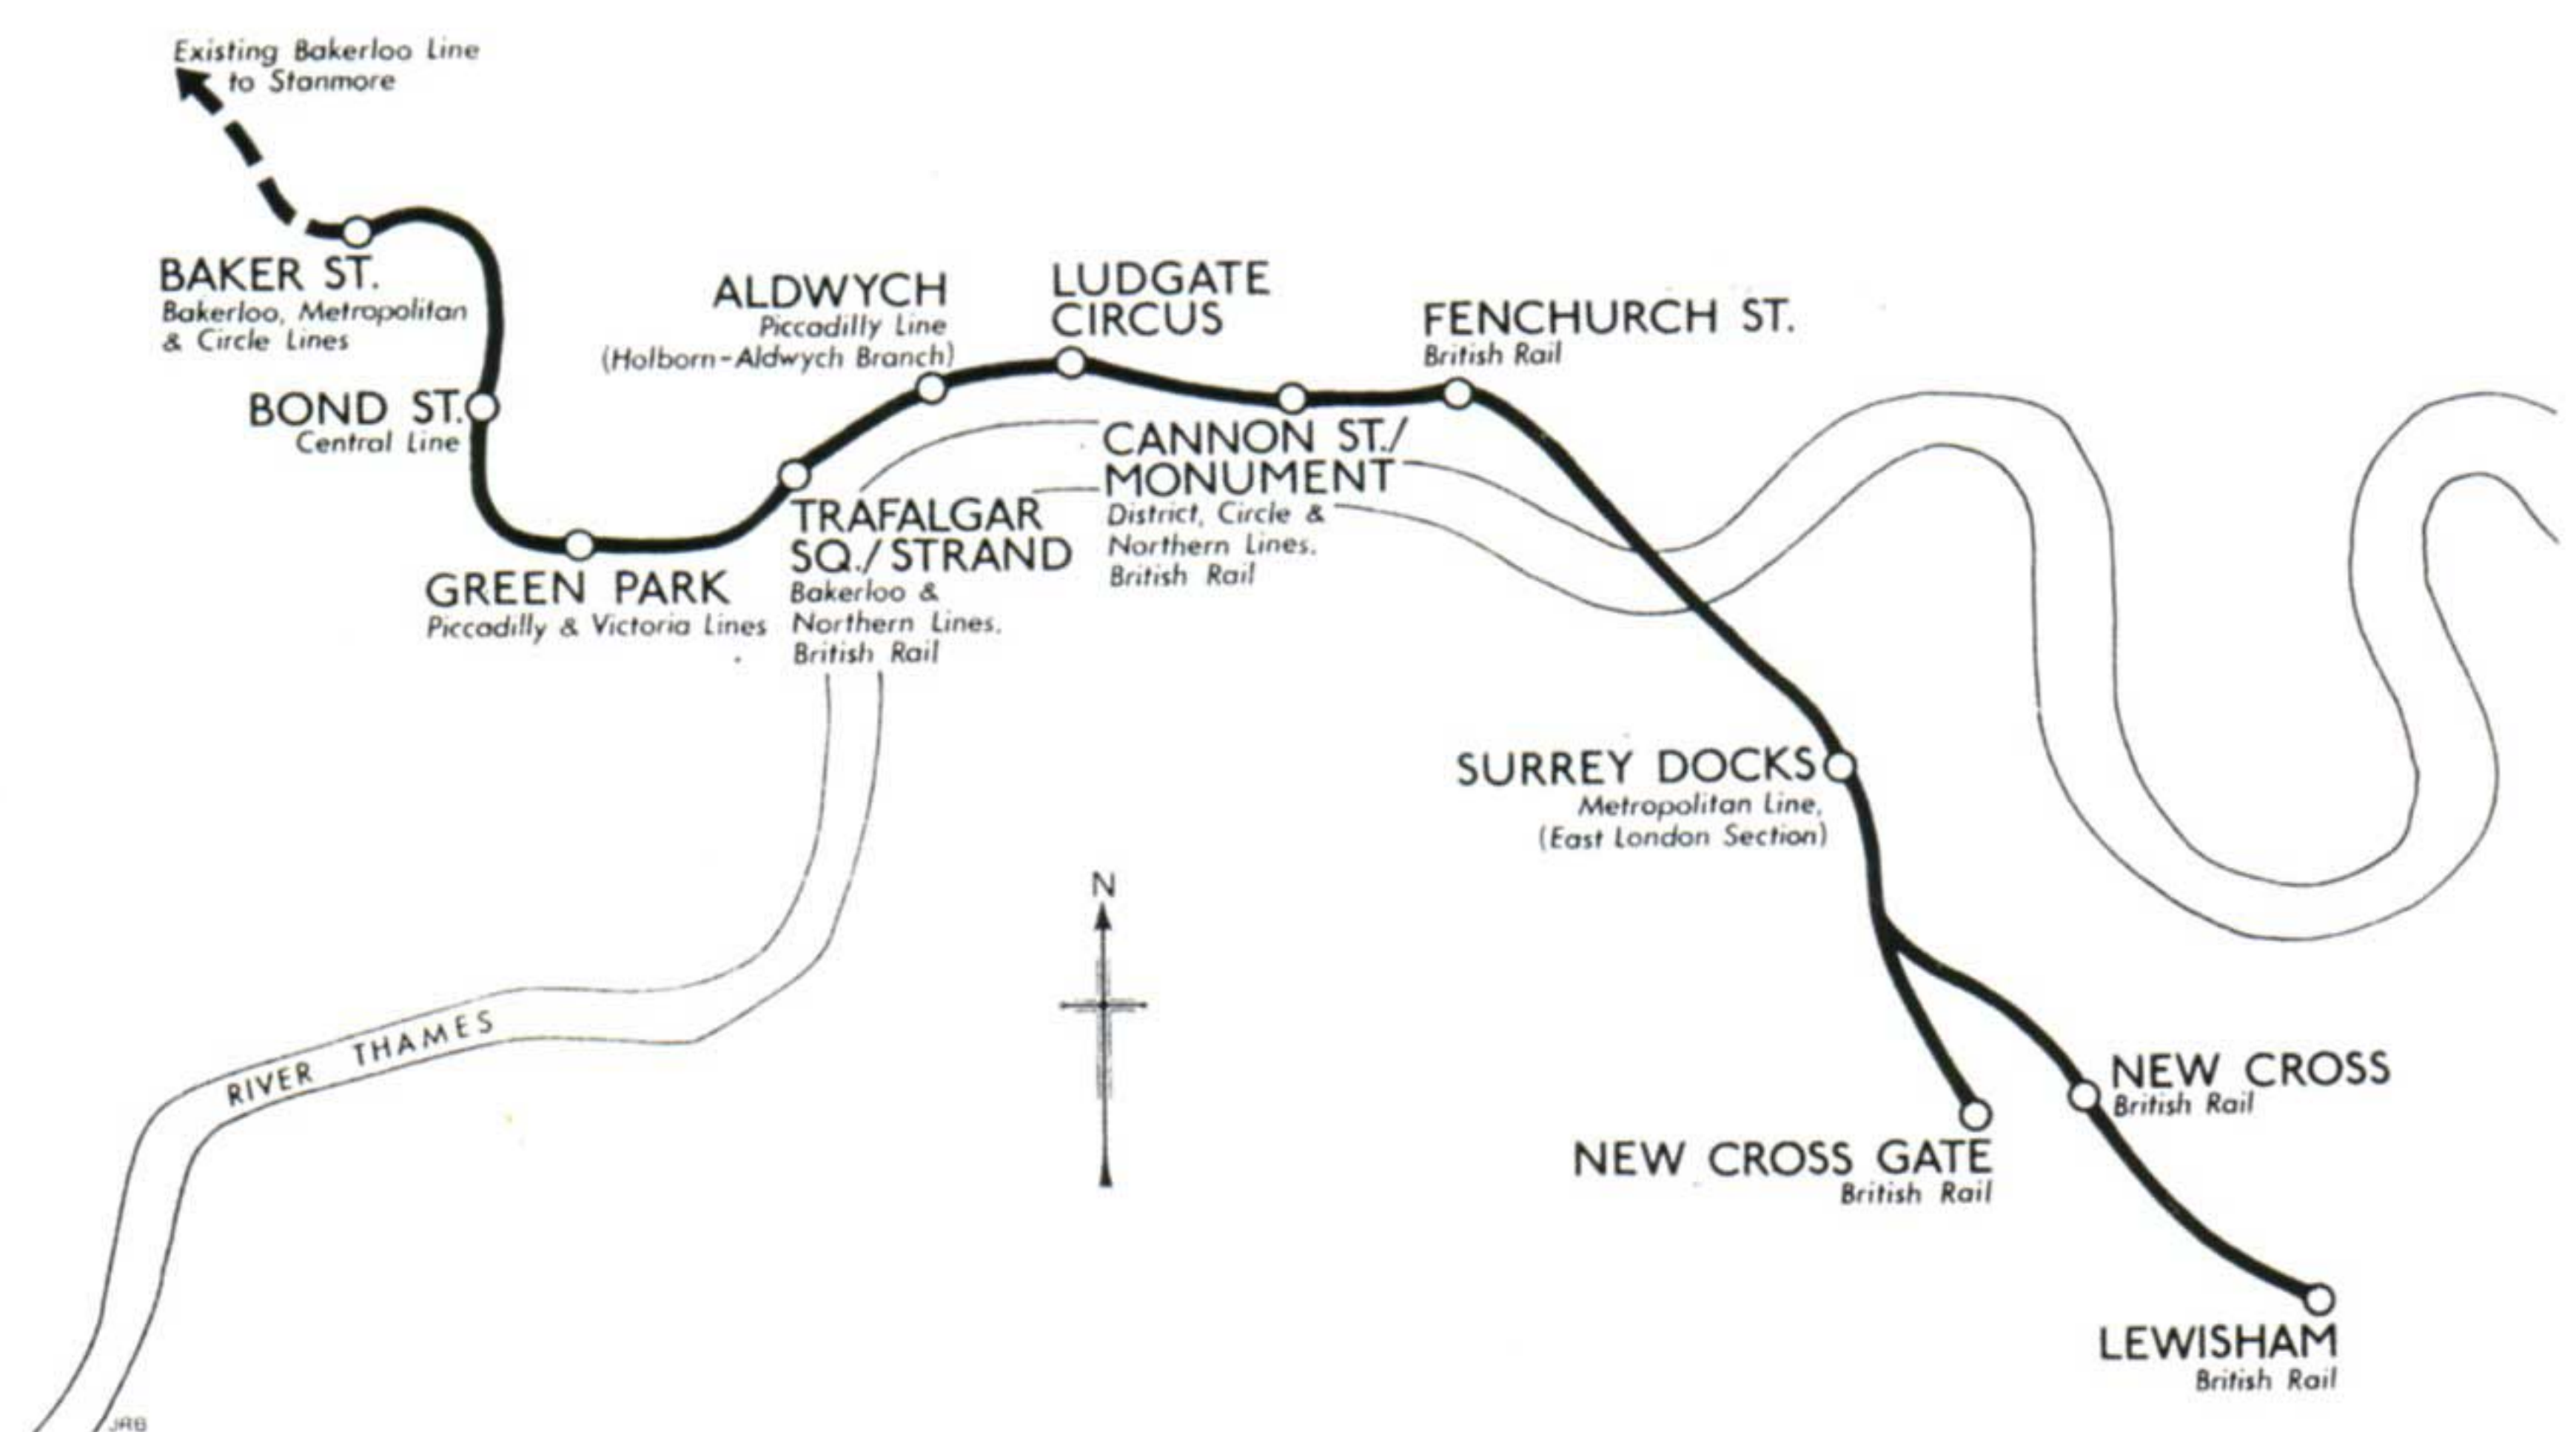 Existing Bakerloo Line
to Stanmore
BAKER ST.
Bakerloo, Metropolitan
& Circle Lines
BOND ST.
Central Line
GREEN PARK
Piccadilly & Victoria Lines
TRAFALGAR
SQ./STRAND
Bakerloo &
Northern Lines.
British Rail
ALDWYCH
Piccadilly Line
(Holborn-Aldwych Branch)
LUDGATE
CIRCUS
CANNON ST./
MONUMENT
District, Circle &
Northern Lines.
British Rail
FENCHURCH ST.
British Rail
SURREY DOCKS
Metropolitan Line,
(East London Section)
N
NEW CROSS
British Rail
NEW CROSS GATE
British Rail
LEWISHAM
British Rail
RIVER THAMES
JRB